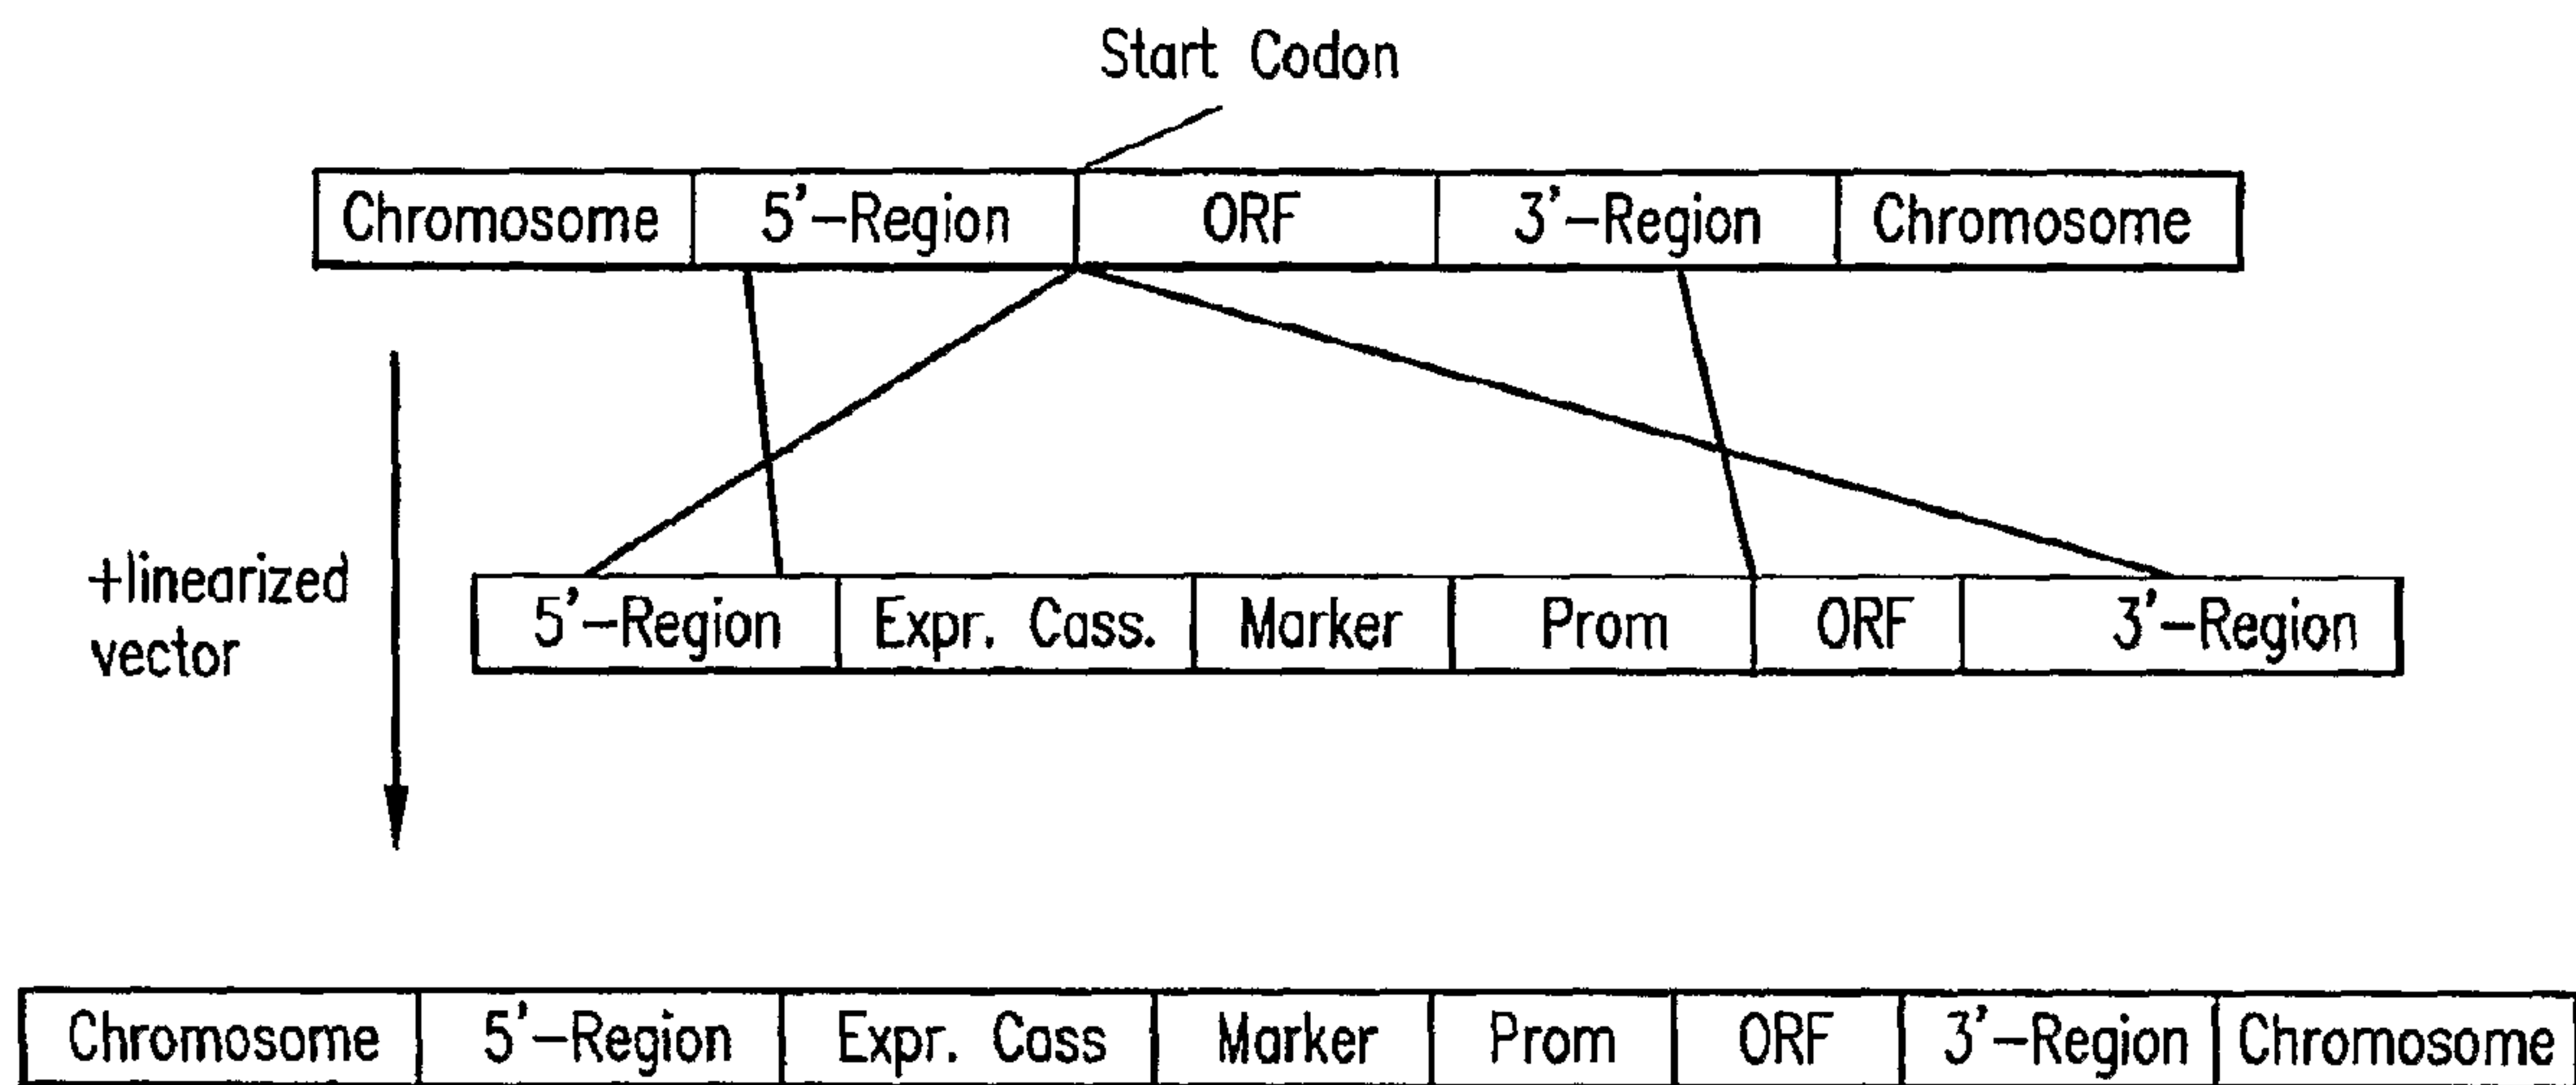 Start Codon
Chromosome 5'-Region ORF 3'-Region Chromosome
+linearized
vector
5'-Region Expr. Cass. Marker Prom ORF 3'-Region
Chromosome 5'-Region Expr. Cass Marker Prom ORF 3'-Region Chromosome